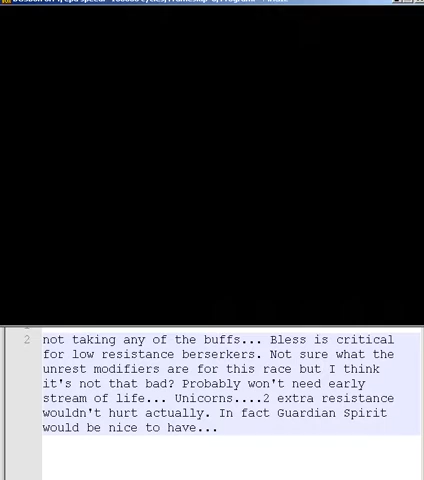 2 not taking any of the buffs... Bless is critical
for low resistance berserkers. Not sure what the
unrest modifiers are for this race but I think
it's not that bad? Probably won't need early
stream of life... Unicorns....2 extra resistance
wouldn't hurt actually. In fact Guardian Spirit
would be nice to have...